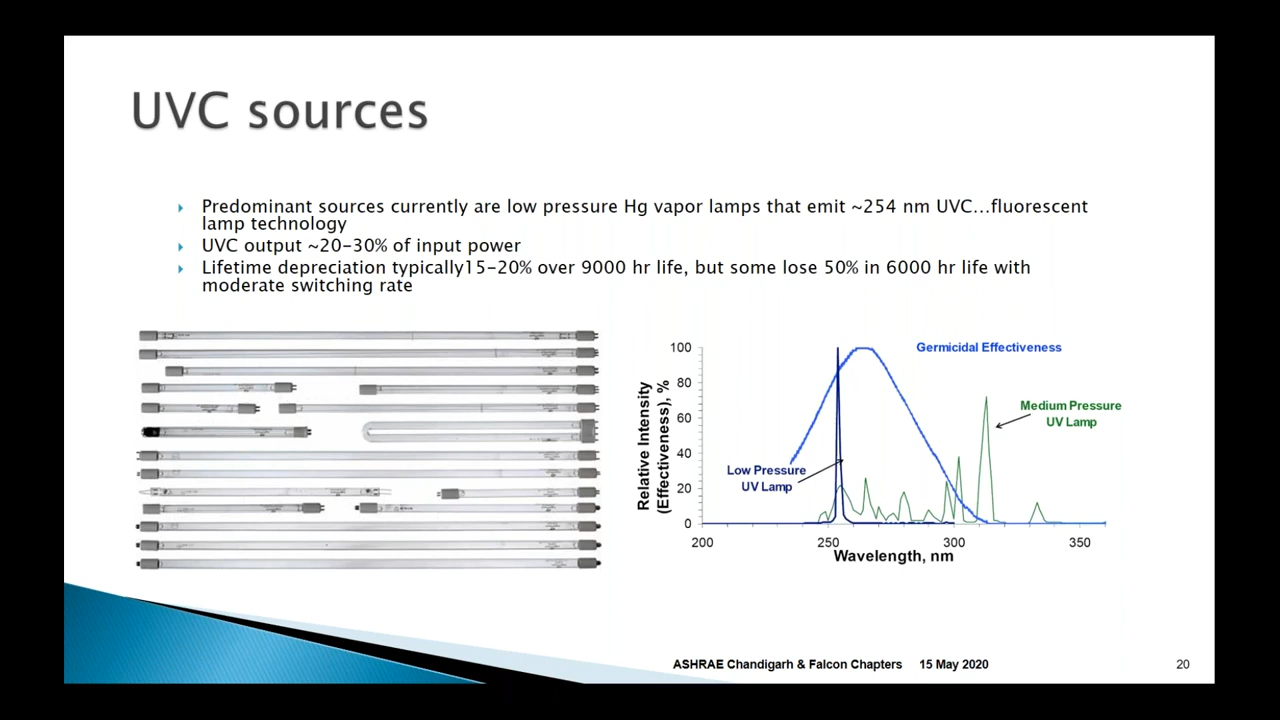 UVC sources
Predominant sources currently are low pressure Hg vapor lamps that emit ~254 nm UVC...fluorescent
lamp technology
UVC output ~20-30% of input power
Lifetime depreciation typically15-20% over 9000 hr life, but some lose 50% in 6000 hr life with
moderate switching rate
Relative Intensity
(Effectiveness), %
100
80
60
40
20
0
Germicidal Effectiveness
Medium Pressure
UV Lamp
Low Pressure
UV Lamp
200
250
300
350
Wavelength, nm
ASHRAE Chandigarh & Falcon Chapters 15 May 2020
20